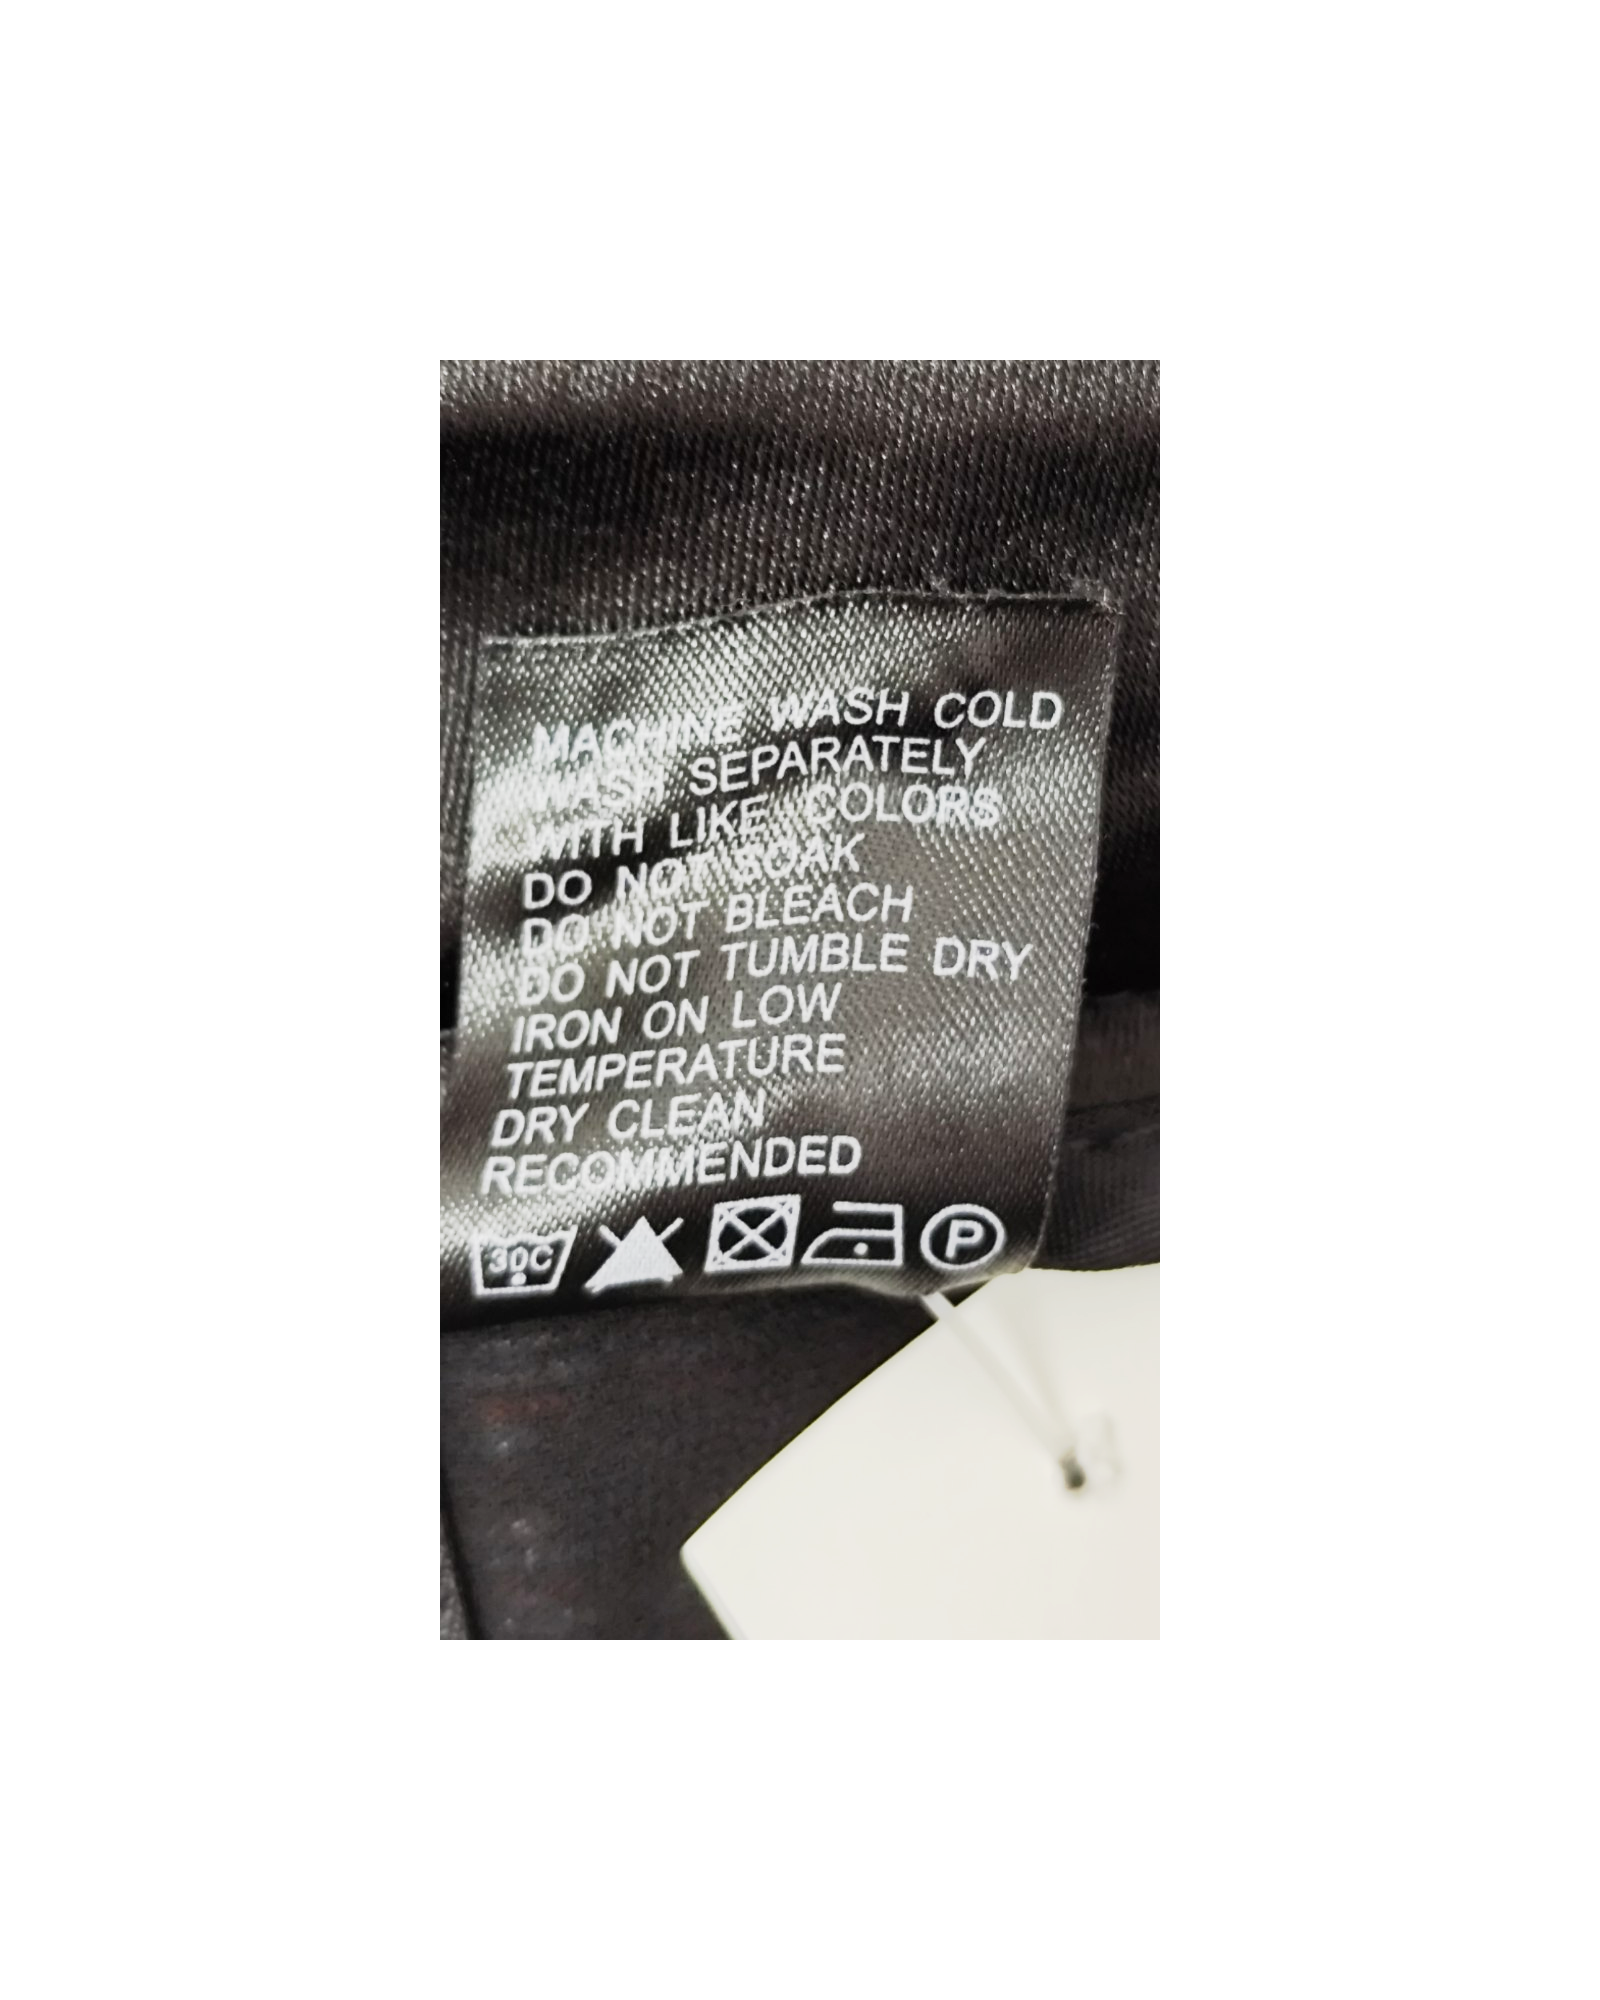 MACHINE WASH COLD
WASH SEPARATELY
WITH LIKE COLORS
DO NOT SOAK
DO NOT BLEACH
DO NOT TUMBLE DRY
IRON ON LOW
TEMPERATURE
DRY CLEAN
RECOMMENDED
30C P